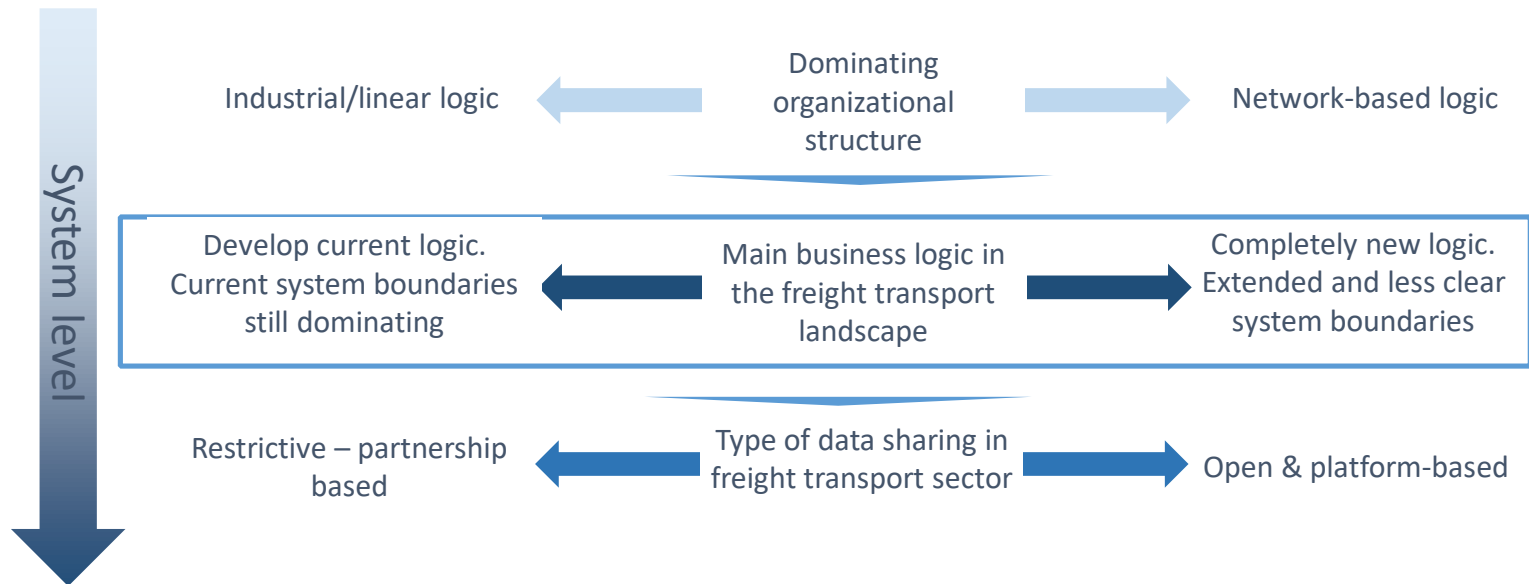 System level
Dominating
organizational
structure
Industrial/linear logic
Network-based logic
Develop current logic.
Current system boundaries
still dominating
Main business logic in
the freight transport
landscape
Completely new logic.
Extended and less clear
system boundaries
Restrictive – partnership
based
Type of data sharing in
freight transport sector
Open & platform-based